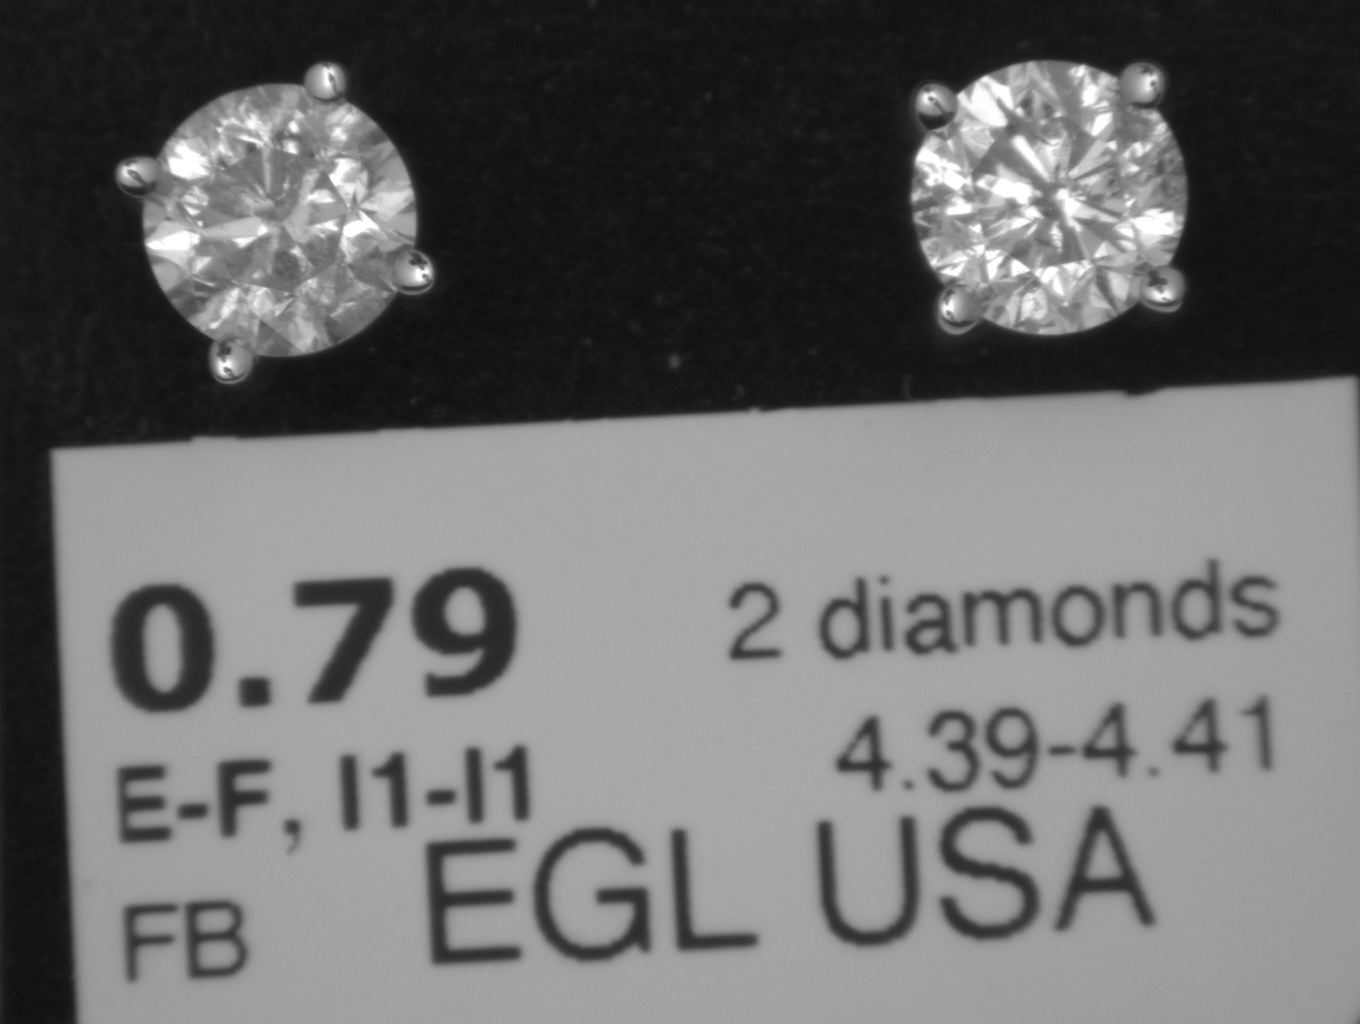 0.79 2 diamonds
E-F, I1-I1 4.39-4.41
FB EGL USA